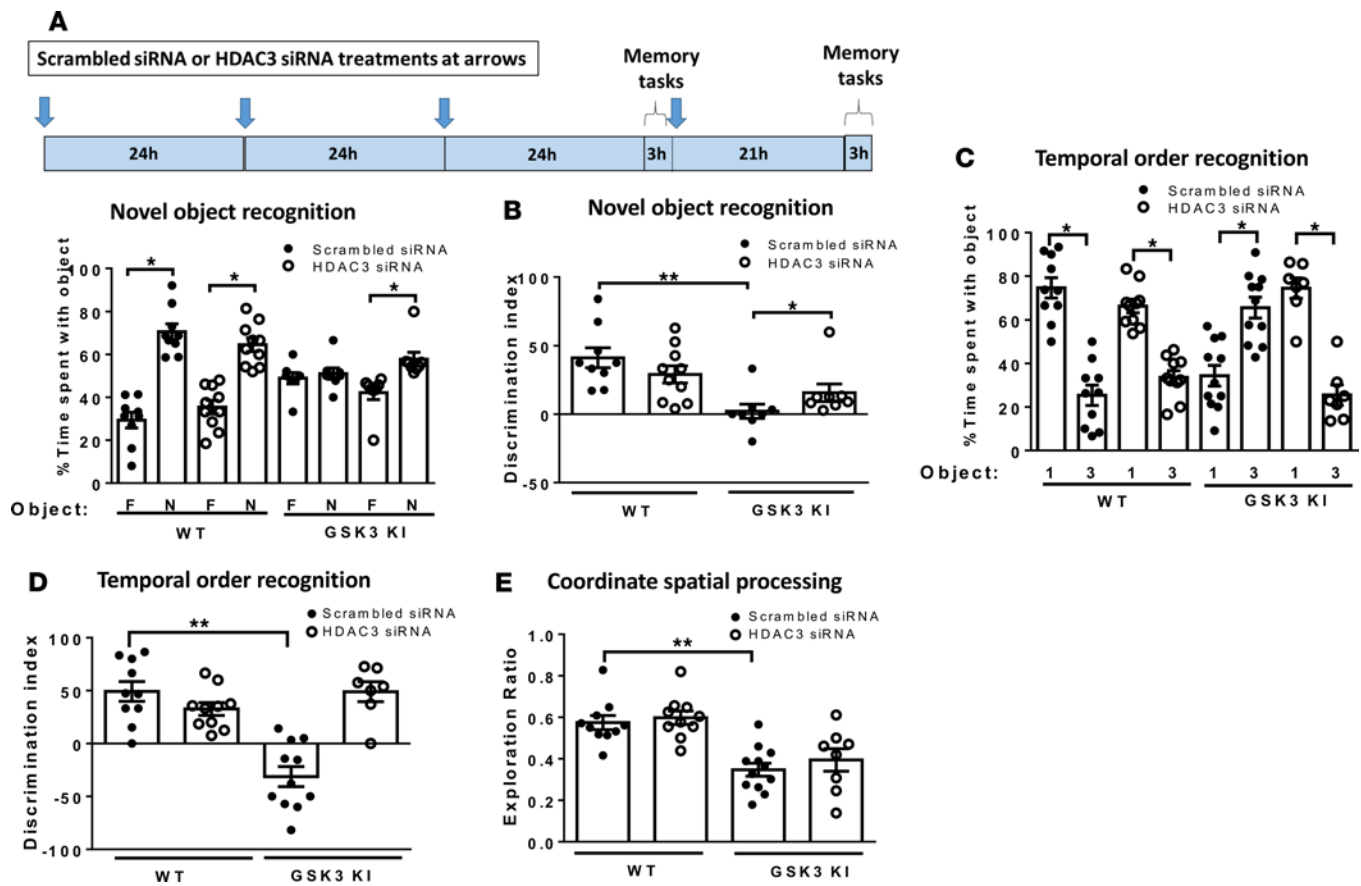 A
Scrambled siRNA or HDAC3 siRNA treatments at arrows
Memory
tasks
Memory
tasks
24h
24h
24h
3h
21h
3h
Novel object recognition
Scrambled siRNA
HDAC3 siRNA
%Time spent with object
100
80
60
40
20
0
*
*
*
Object:
F
N
F
N
F
N
F
N
WT
GSK3 KI
B
Novel object recognition
Scrambled siRNA
HDAC3 siRNA
Discrimination index
100
50
0
-50
**
*
WT
GSK3 KI
C
Temporal order recognition
Scrambled siRNA
HDAC3 siRNA
%Time spent with object
100
80
60
40
20
0
*
*
*
*
Object:
1
3
1
3
1
3
1
3
WT
GSK3 KI
D
Temporal order recognition
Scrambled siRNA
HDAC3 siRNA
Discrimination index
100
50
0
-50
-100
**
WT
GSK3 KI
E
Coordinate spatial processing
Scrambled siRNA
HDAC3 siRNA
Exploration Ratio
1.0
0.8
0.6
0.4
0.2
0.0
**
WT
GSK3 KI